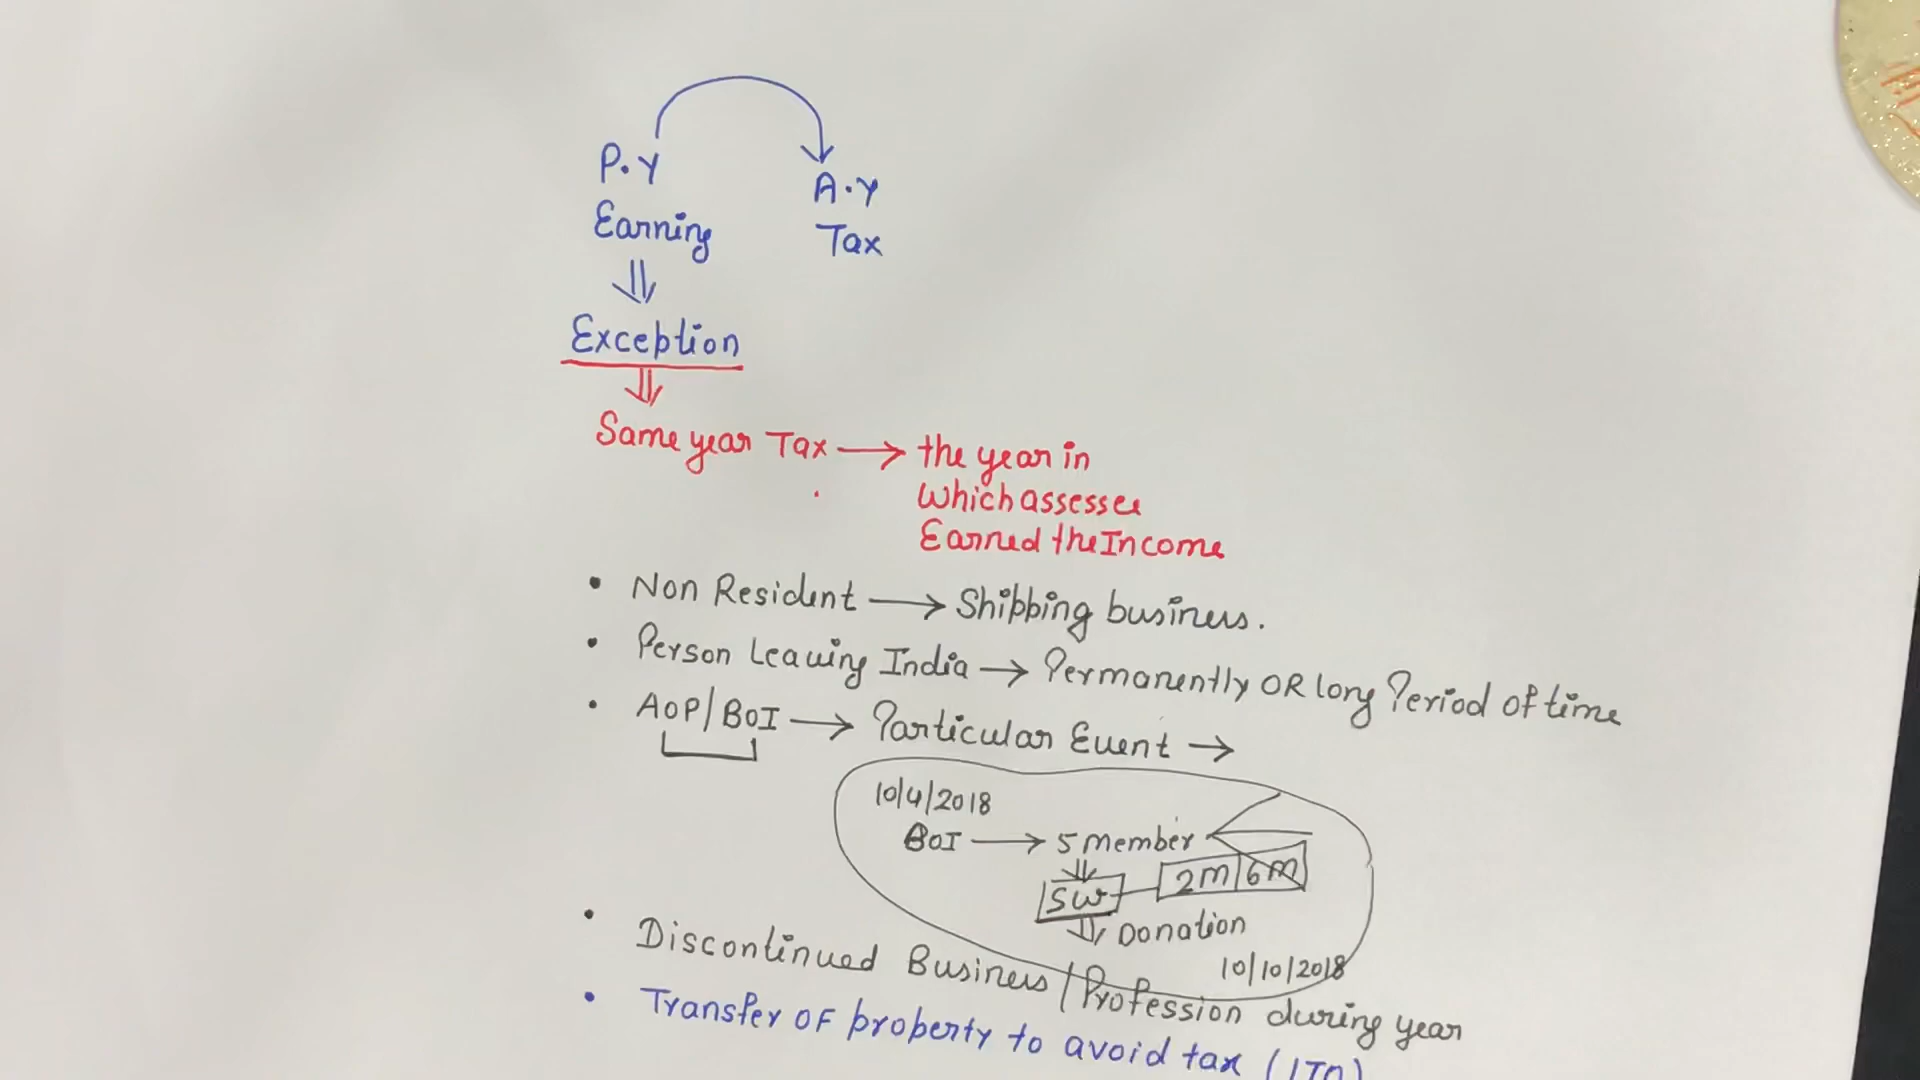 P.Y
A.Y
Earning
Tax
Exception
Same year Tax → the year in
Which assessee
Earned the Income
• Non Resident → Shipping business.
• Person Leaving India → Permanently OR long Period of time
• AOP/BOI → Particular Event →
10/4/2018
BOI → 5 member
SW 2M 6M
Donation
10/10/2018
• Discontinued Business/Profession during year
• Transfer OF property to avoid tax